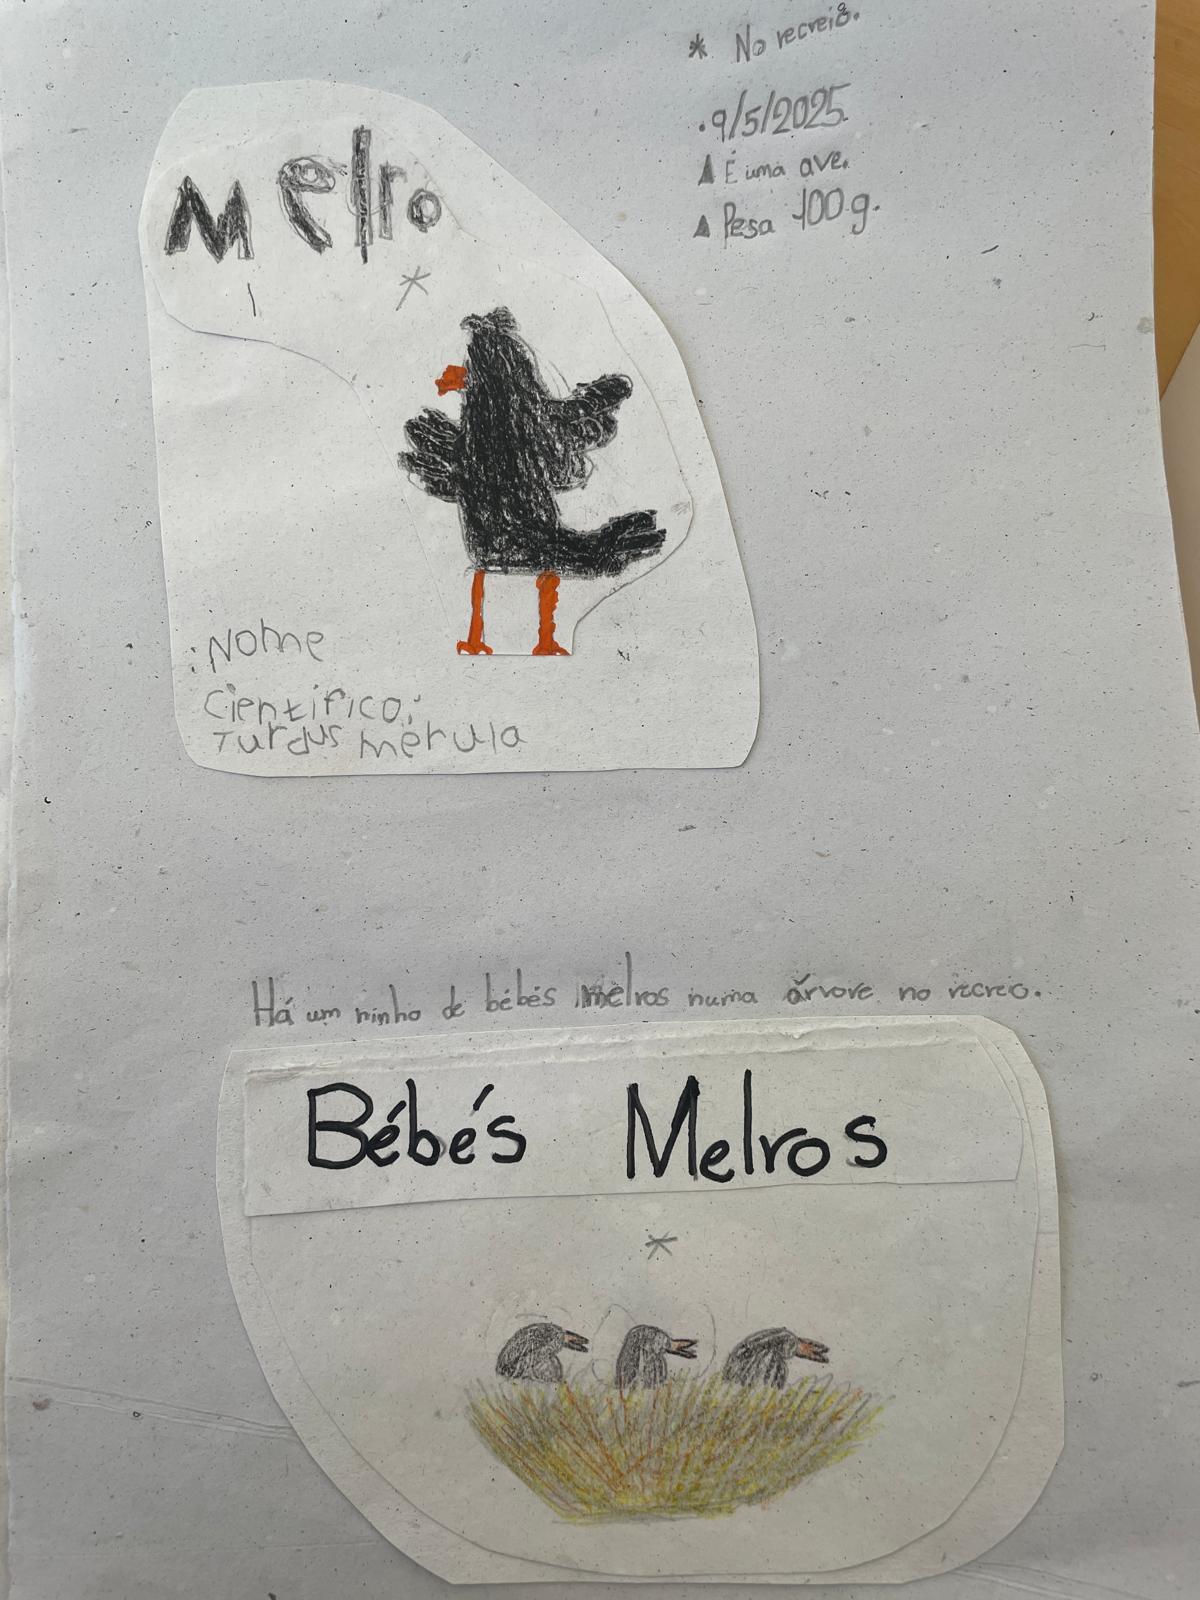 * No recreio.
• 9/5/2025
▲ É uma ave.
▲ Pesa 100 g.
Melro
*
: Nome
Científico:
Turdus merula
Há um ninho de bébés melros numa árvore no recreio.
Bébés Melros
*